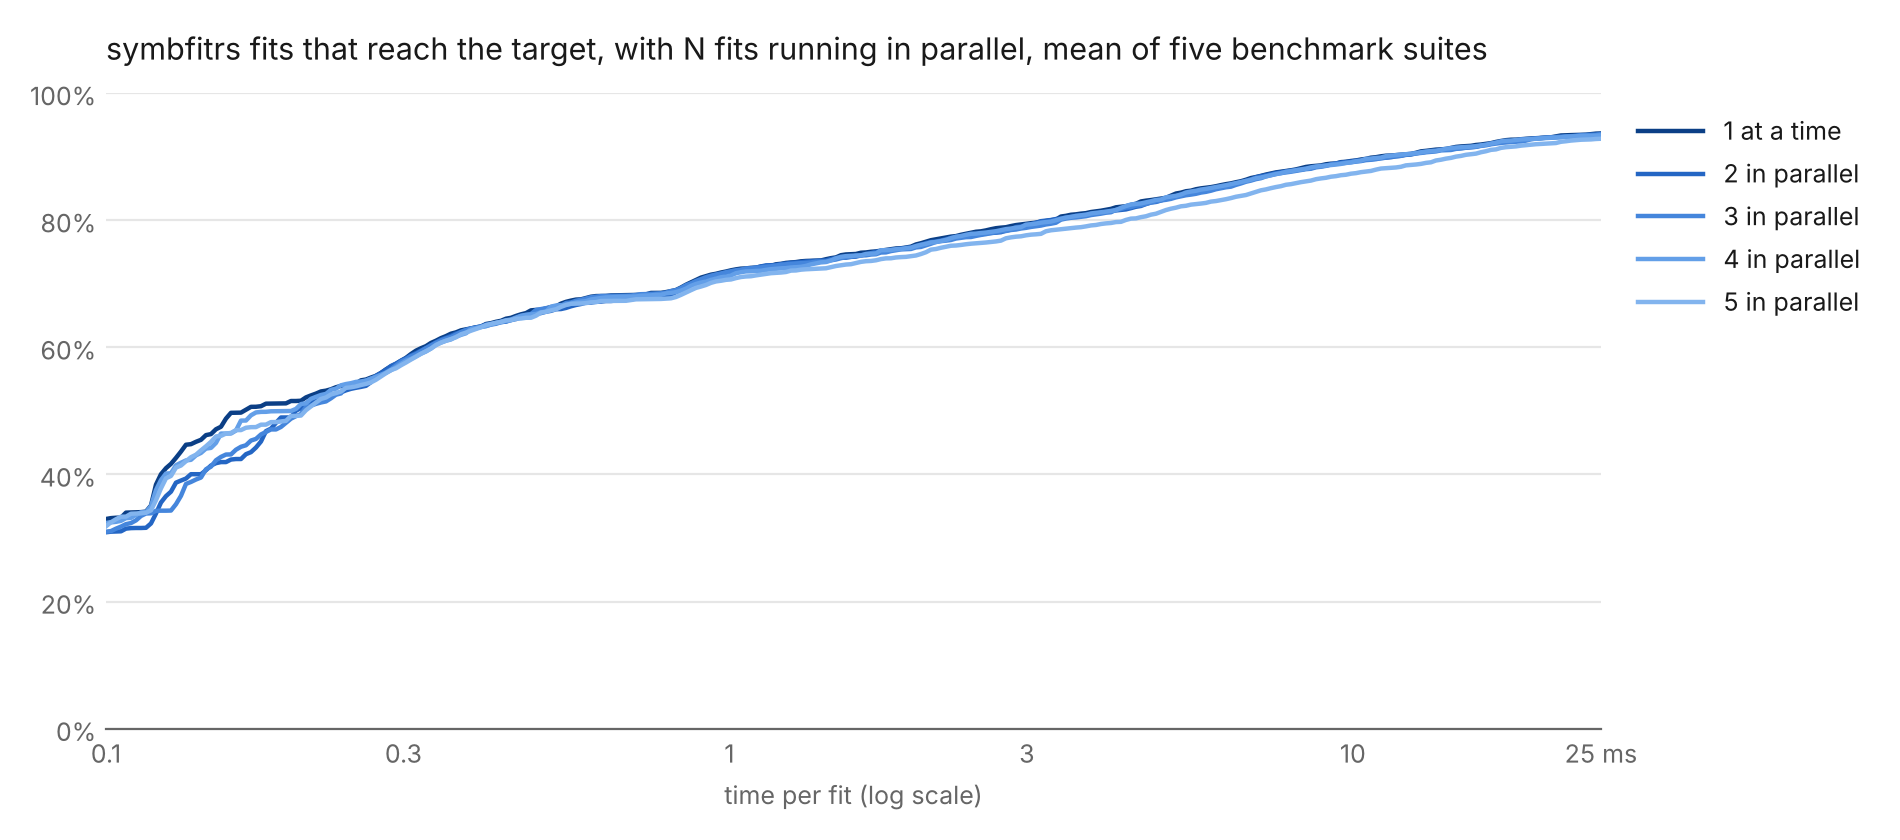 symbfitrs fits that reach the target, with N fits running in parallel, mean of five benchmark suites
100%
80%
60%
40%
20%
0%
0.1
0.3
1
3
10
25 ms
time per fit (log scale)
1 at a time
2 in parallel
3 in parallel
4 in parallel
5 in parallel